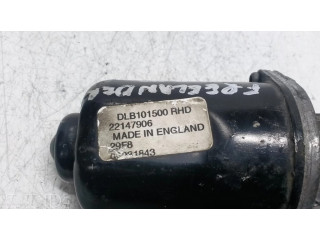 FREELANDER
DLB101500 RHD
22147906
MADE IN ENGLAND
29F8